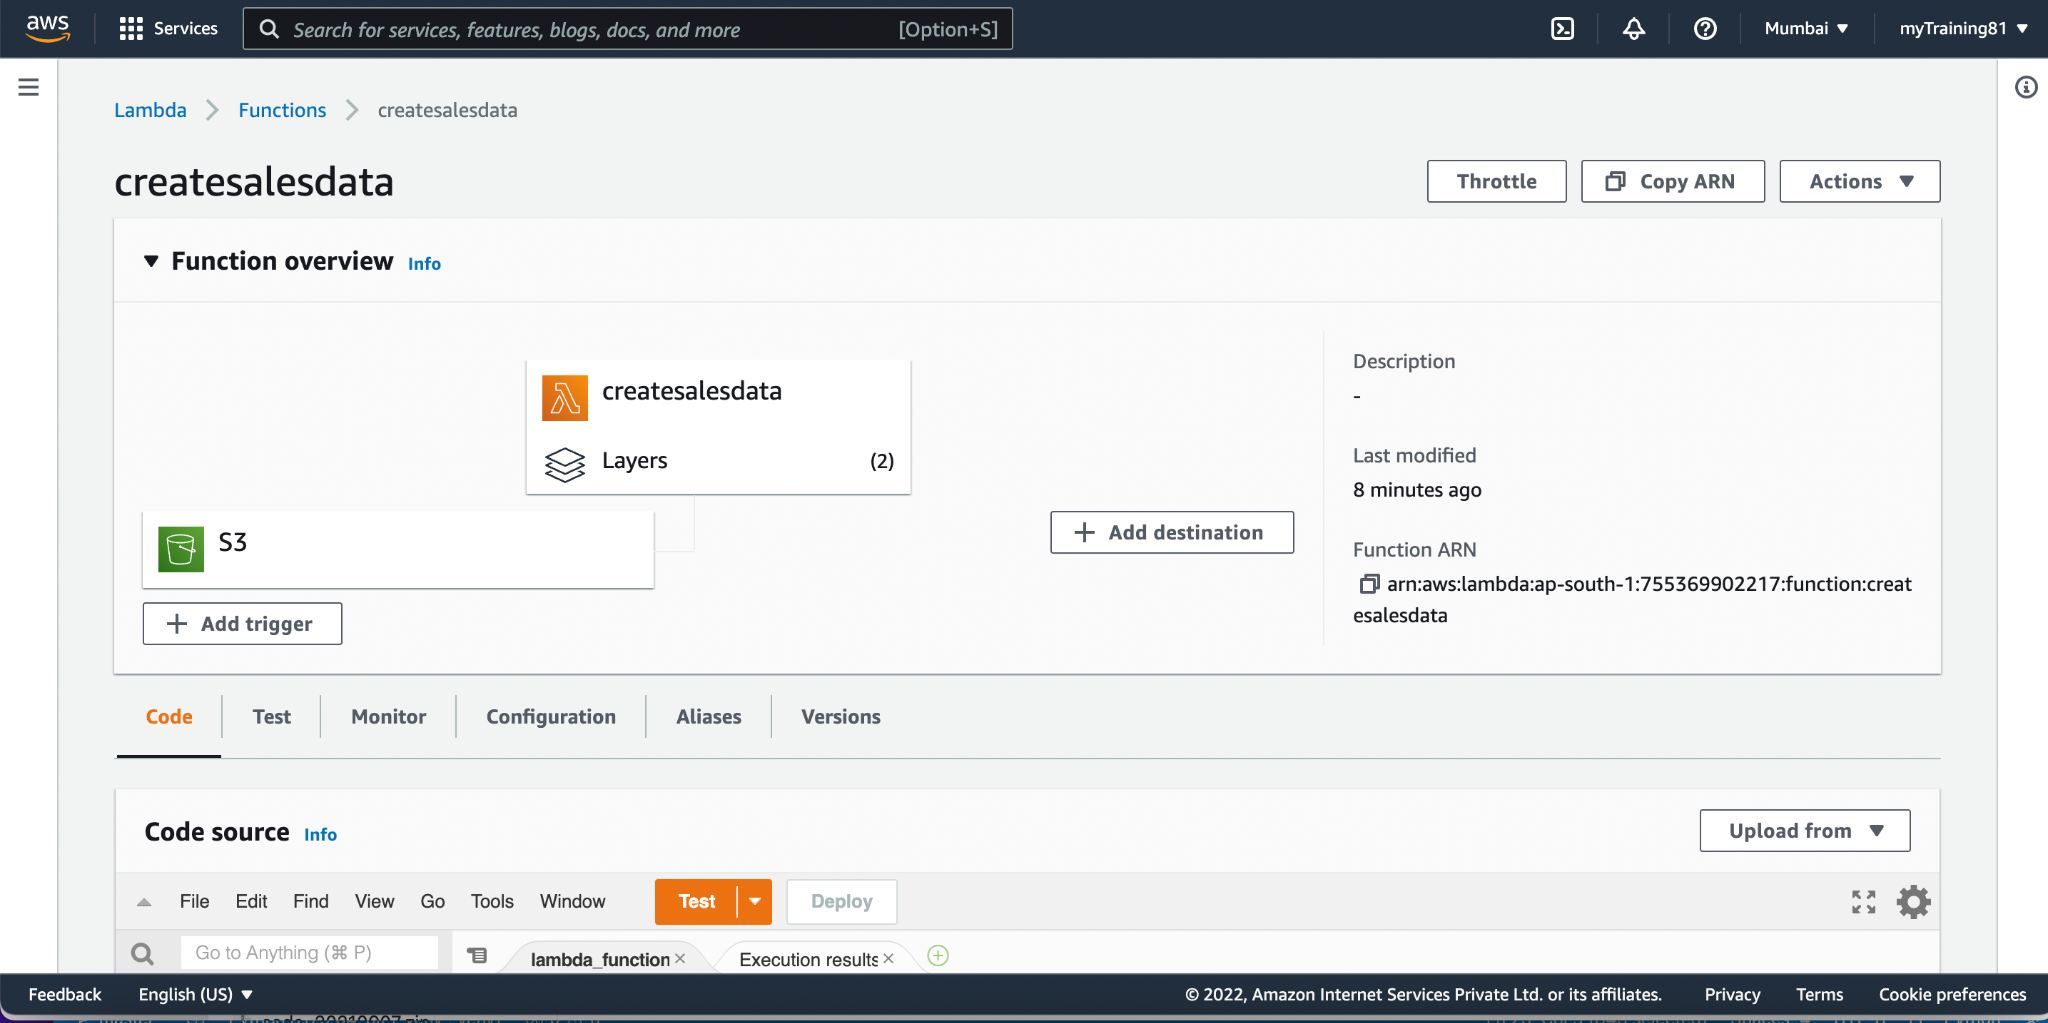 aws
Services
Search for services, features, blogs, docs, and more
[Option+S]
Mumbai
myTraining81
Lambda
Functions
createsalesdata
createsalesdata
Throttle
Copy ARN
Actions
Function overview
Info
createsalesdata
Layers
(2)
S3
Add trigger
Add destination
Description
-
Last modified
8 minutes ago
Function ARN
arn:aws:lambda:ap-south-1:755369902217:function:creat
esalesdata
Code
Test
Monitor
Configuration
Aliases
Versions
Code source
Info
Upload from
File
Edit
Find
View
Go
Tools
Window
Test
Deploy
Go to Anything (⌘ P)
lambda_function
Execution results
Feedback
English (US)
© 2022, Amazon Internet Services Private Ltd. or its affiliates.
Privacy
Terms
Cookie preferences